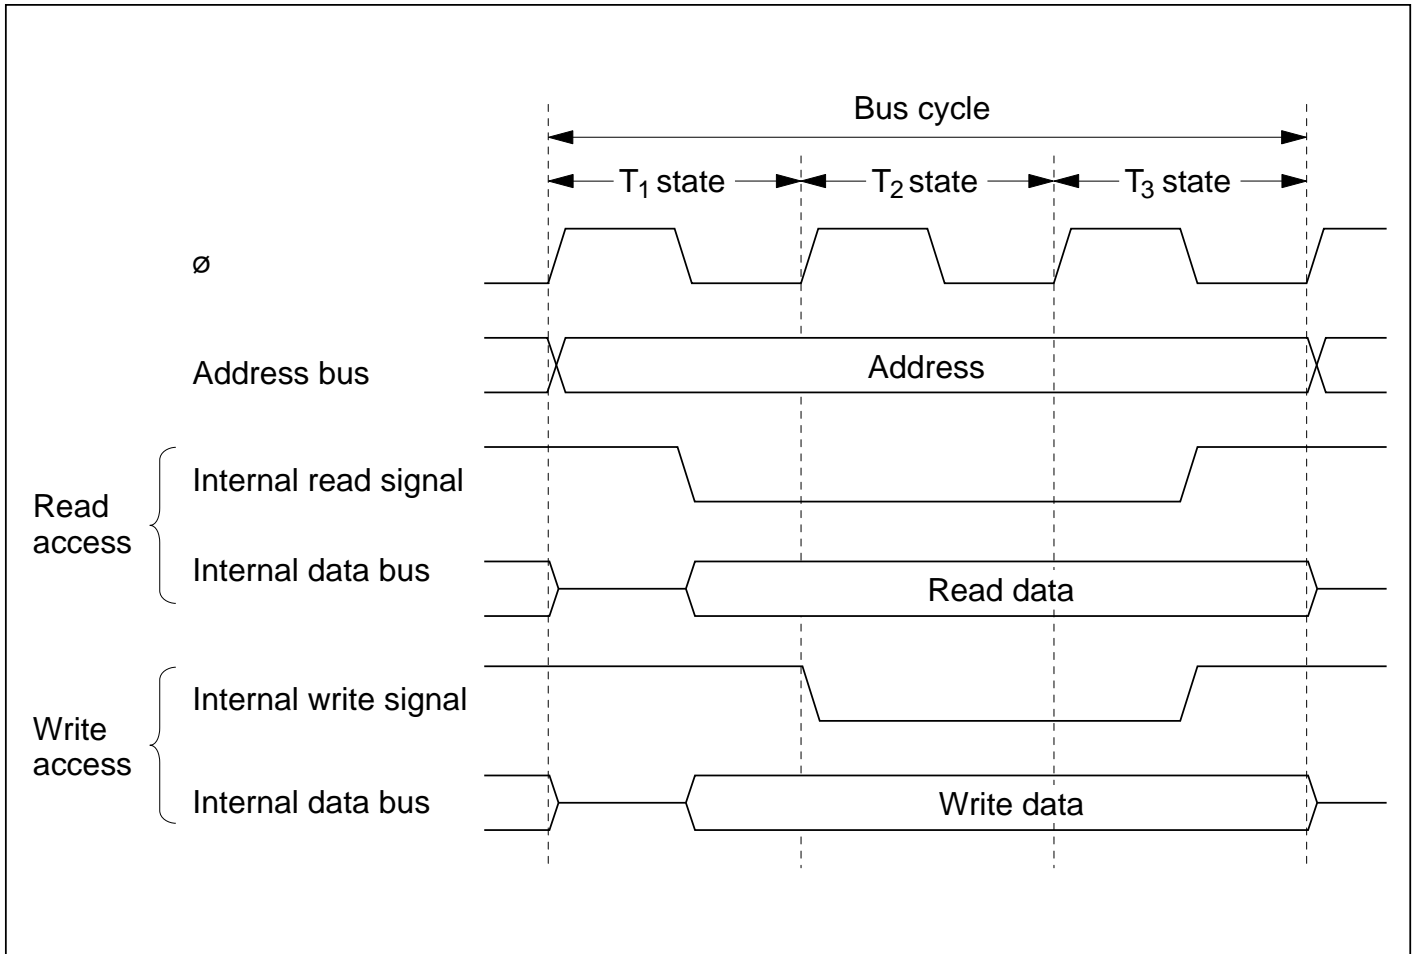 Bus cycle
T1 state
T2 state
T3 state
ø
Address bus
Address
Read
access
Internal read signal
Internal data bus
Read data
Write
access
Internal write signal
Internal data bus
Write data